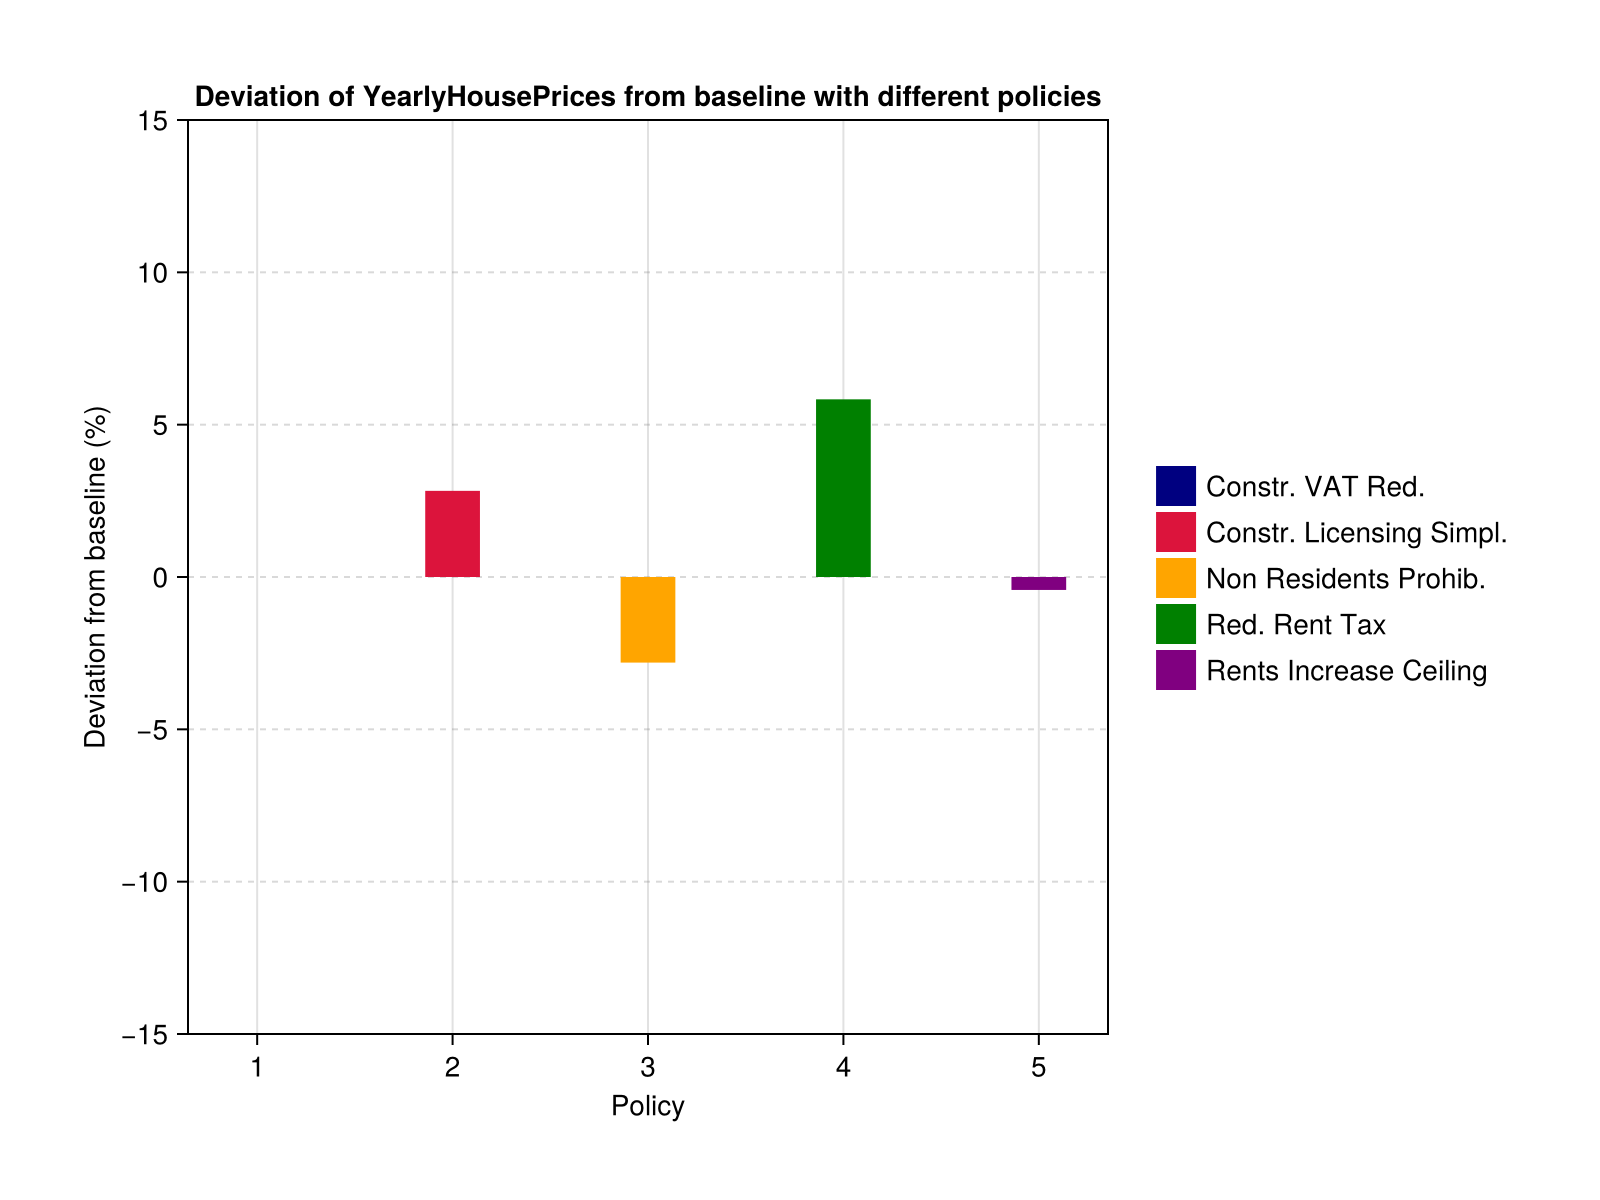 Deviation of YearlyHousePrices from baseline with different policies
15
10
5
0
−5
−10
−15
Deviation from baseline (%)
1 2 3 4 5
Policy
Constr. VAT Red.
Constr. Licensing Simpl.
Non Residents Prohib.
Red. Rent Tax
Rents Increase Ceiling